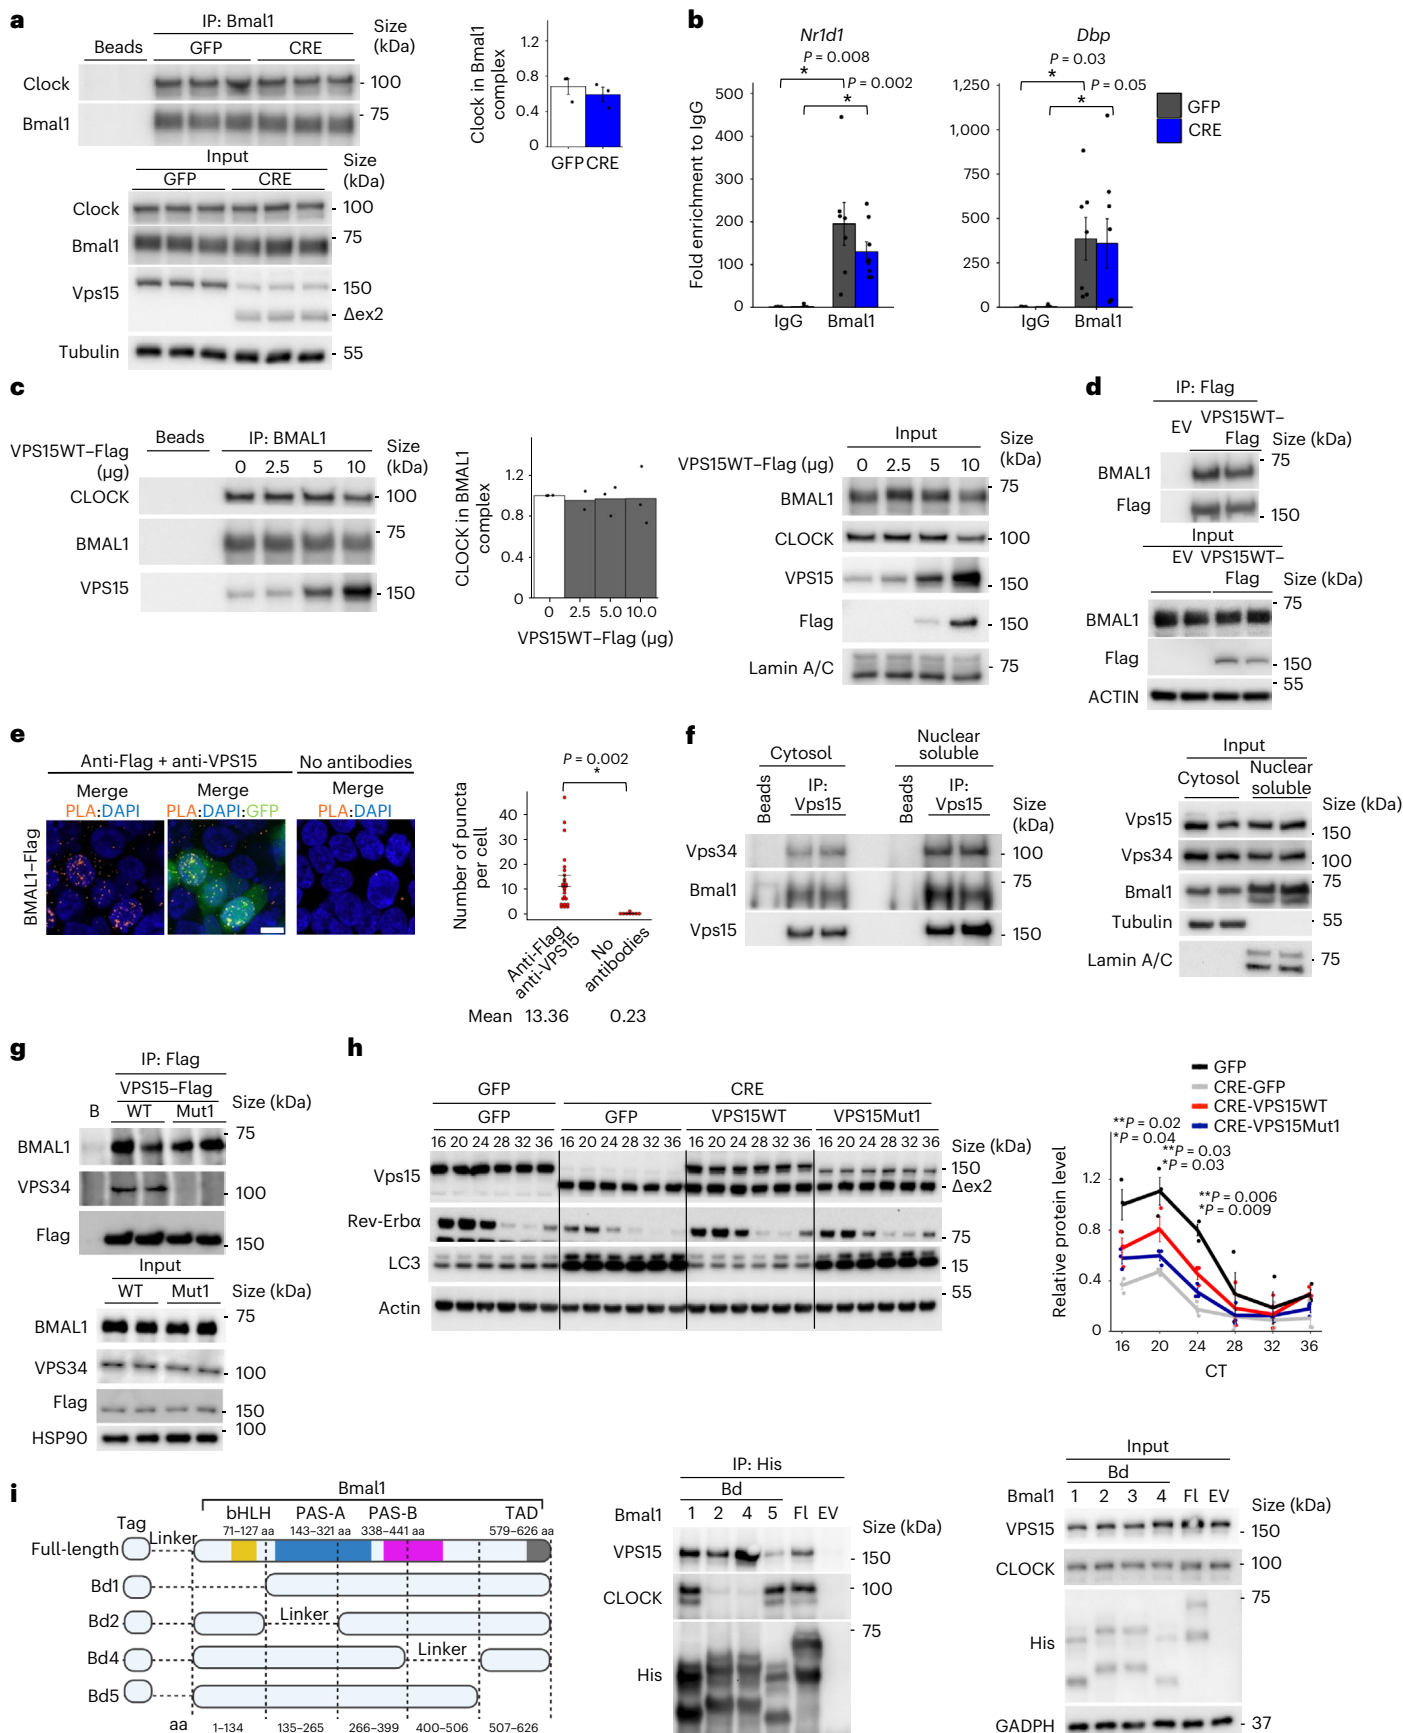 a
IP: Bmal1
Beads GFP CRE
Size (kDa)
Clock 100
Bmal1 75
Input
GFP CRE
Size (kDa)
Clock 100
Bmal1 75
Vps15 150
Δex2
Tubulin 55
Clock in Bmal1 complex
1.2
0.8
0.4
0
GFP CRE
b
Nr1d1
P = 0.008
* P = 0.002
*
Fold enrichment to IgG
500
400
300
200
100
0
IgG Bmal1
Dbp
P = 0.03
* P = 0.05
*
1,250
1,000
750
500
250
0
IgG Bmal1
GFP
CRE
c
Beads IP: BMAL1
VPS15WT–Flag (µg) 0 2.5 5 10
Size (kDa)
CLOCK 100
BMAL1 75
VPS15 150
CLOCK in BMAL1 complex
1.2
0.8
0.4
0
0 2.5 5.0 10.0
VPS15WT–Flag (µg)
Input
VPS15WT–Flag (µg) 0 2.5 5 10
Size (kDa)
BMAL1 75
CLOCK 100
VPS15 150
Flag 150
Lamin A/C 75
d
IP: Flag
EV VPS15WT–Flag
Size (kDa)
BMAL1 75
Flag 150
Input
EV VPS15WT–Flag
Size (kDa)
BMAL1 75
Flag 150
ACTIN 55
e
Anti-Flag + anti-VPS15 No antibodies
Merge Merge Merge
PLA:DAPI PLA:DAPI:GFP PLA:DAPI
BMAL1–Flag
P = 0.002
*
Number of puncta per cell
40
30
20
10
0
Anti-Flag anti-VPS15
No antibodies
Mean 13.36 0.23
f
Cytosol Nuclear soluble
Beads IP: Vps15 Beads IP: Vps15
Size (kDa)
Vps34 100
Bmal1 75
Vps15 150
Input
Cytosol Nuclear soluble
Size (kDa)
Vps15 150
Vps34 100
Bmal1 75
Tubulin 55
Lamin A/C 75
g
IP: Flag
VPS15–Flag
B WT Mut1
Size (kDa)
BMAL1 75
VPS34 100
Flag 150
Input
WT Mut1
Size (kDa)
BMAL1 75
VPS34 100
Flag 150
HSP90 100
h
GFP CRE
GFP GFP VPS15WT VPS15Mut1
16 20 24 28 32 36 16 20 24 28 32 36 16 20 24 28 32 36 16 20 24 28 32 36
Size (kDa)
Vps15 150
Δex2
Rev-Erbα 75
LC3 15
Actin 55
GFP
CRE-GFP
CRE-VPS15WT
CRE-VPS15Mut1
**P = 0.02
*P = 0.04
**P = 0.03
*P = 0.03
**P = 0.006
*P = 0.009
Relative protein level
1.2
0.8
0.4
0
16 20 24 28 32 36
CT
i
Bmal1
bHLH PAS-A PAS-B TAD
71–127 aa 143–321 aa 338–441 aa 579–626 aa
Tag
Linker
Full-length
Bd1
Bd2 Linker
Bd4 Linker
Bd5
aa 1–134 135–265 266–399 400–506 507–626
IP: His
Bd
Bmal1 1 2 4 5 Fl EV
Size (kDa)
VPS15 150
CLOCK 100
His 75
Input
Bd
Bmal1 1 2 3 4 Fl EV
Size (kDa)
VPS15 150
CLOCK 100
His 75
GADPH 37